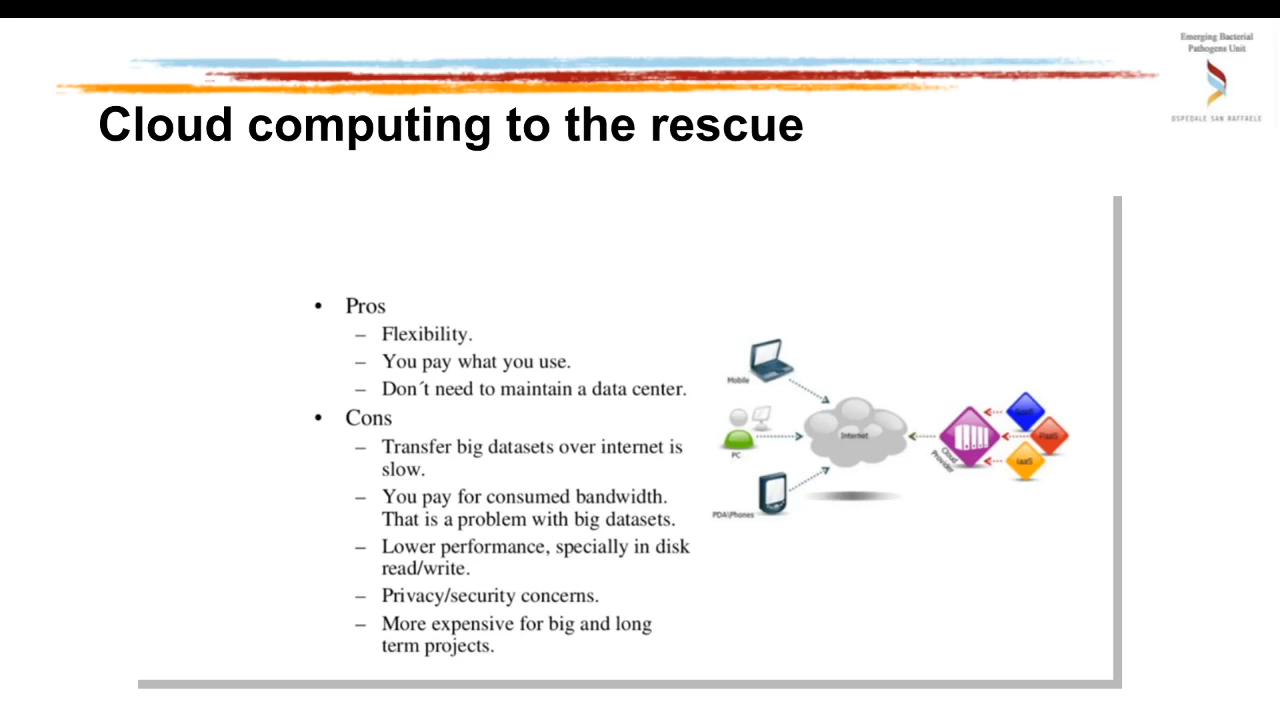 Emerging Bacterial
Pathogens Unit
OSPEDALE SAN RAFFAELE
Cloud computing to the rescue
• Pros
– Flexibility.
– You pay what you use.
– Don´t need to maintain a data center.
• Cons
– Transfer big datasets over internet is
slow.
– You pay for consumed bandwidth.
That is a problem with big datasets.
– Lower performance, specially in disk
read/write.
– Privacy/security concerns.
– More expensive for big and long
term projects.
Mobile
PC
PDA\Phones
Internet
Cloud
Provider
PaaS
IaaS